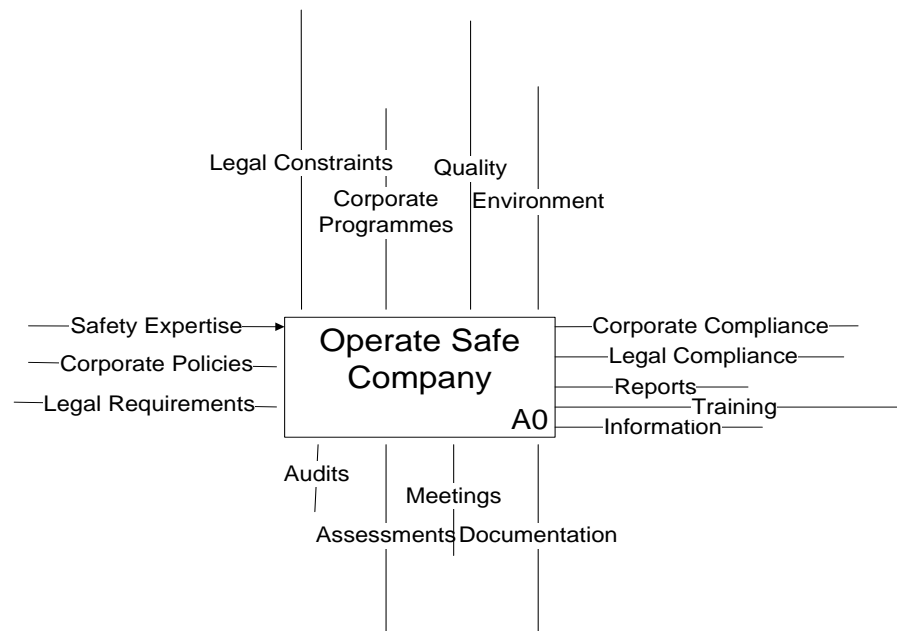 Legal Constraints
Quality
Corporate
Programmes
Environment
Safety Expertise
Corporate Policies
Legal Requirements
Operate Safe
Company
A0
Corporate Compliance
Legal Compliance
Reports
Training
Information
Audits
Meetings
Assessments
Documentation